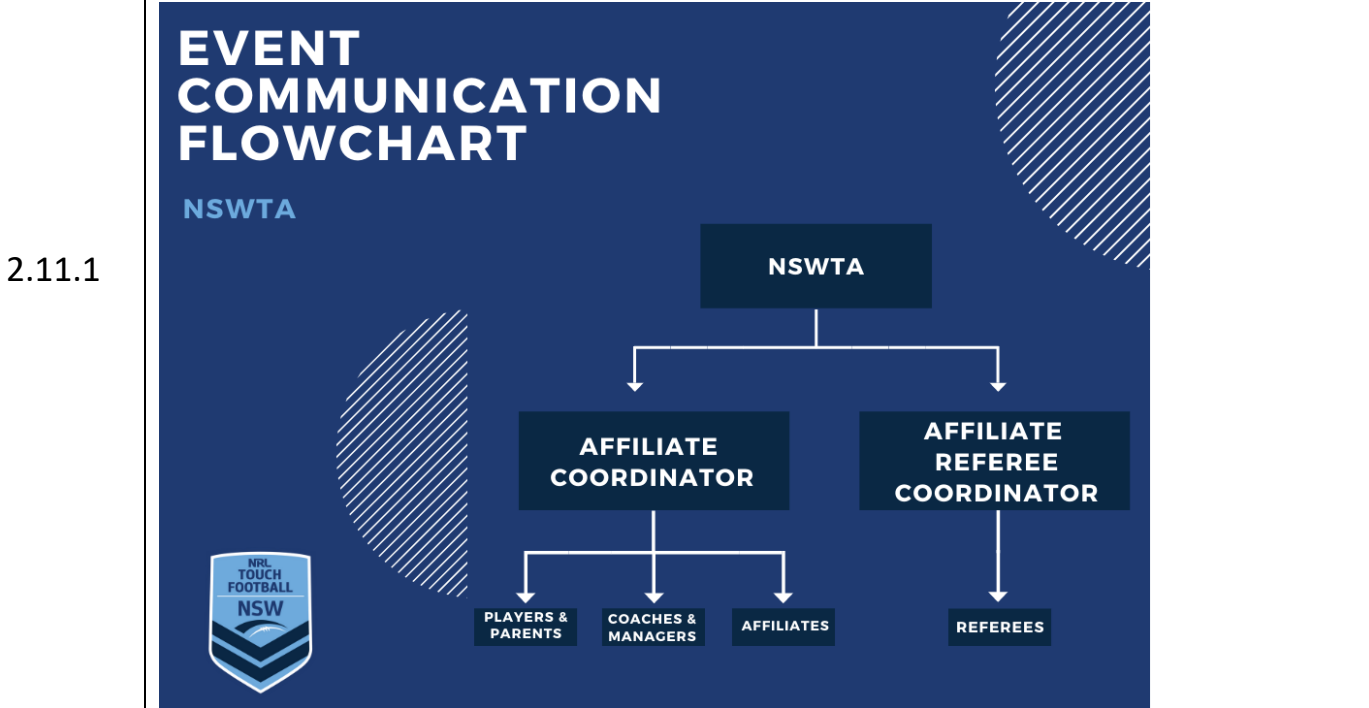 2.11.1
EVENT
COMMUNICATION
FLOWCHART
NSWTA
NSWTA
AFFILIATE
COORDINATOR
AFFILIATE
REFEREE
COORDINATOR
PLAYERS &
PARENTS
COACHES &
MANAGERS
AFFILIATES
REFEREES
NRL
TOUCH
FOOTBALL
NSW